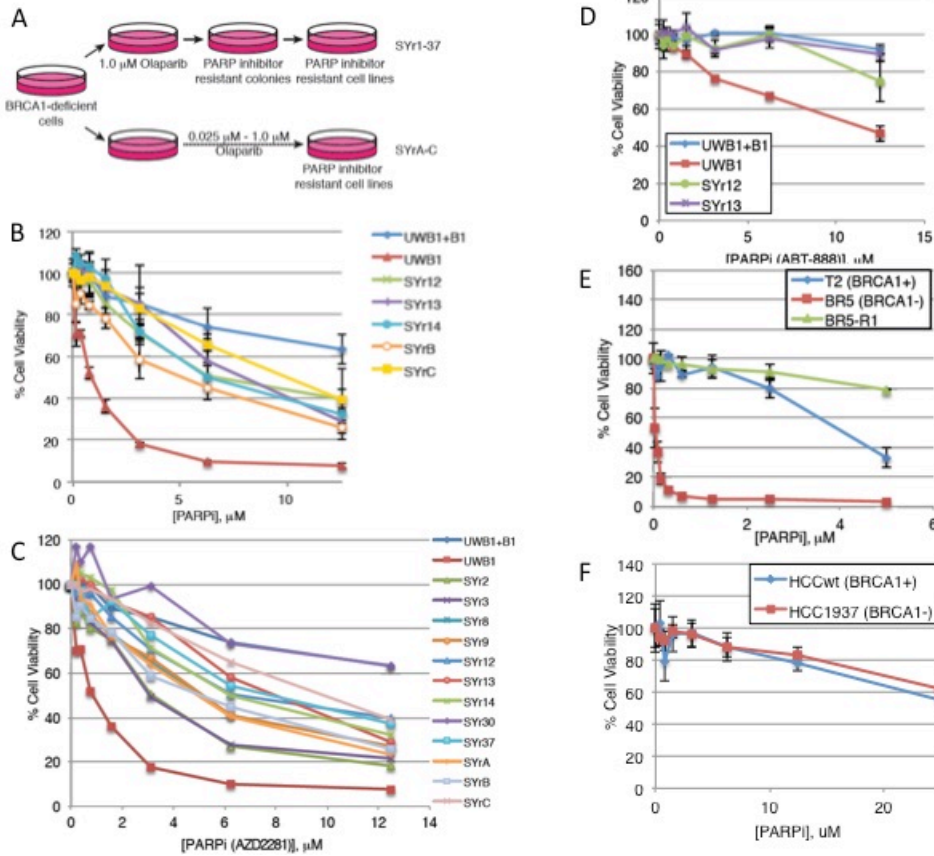 A
1.0 μM Olaparib
PARP inhibitor
resistant colonies
PARP inhibitor
resistant cell lines
SYr1-37
BRCA1-deficient
cells
0.025 μM - 1.0 μM
Olaparib
PARP inhibitor
resistant cell lines
SYrA-C
B
% Cell Viability
120
100
80
60
40
20
0
0
5
10
[PARPi], μM
UWB1+B1
UWB1
SYr12
SYr13
SYr14
SYrB
SYrC
C
% Cell Viability
120
100
80
60
40
20
0
0
2
4
6
8
10
12
14
[PARPi (AZD2281)], μM
UWB1+B1
UWB1
SYr2
SYr3
SYr8
SYr9
SYr12
SYr13
SYr14
SYr30
SYr37
SYrA
SYrB
SYrC
D
% Cell Viability
120
100
80
60
40
20
0
UWB1+B1
UWB1
SYr12
SYr13
0
5
10
15
[PARPi (ABT-888)], μM
E
% Cell Viability
160
140
120
100
80
60
40
20
0
T2 (BRCA1+)
BR5 (BRCA1-)
BR5-R1
0
2
4
6
[PARPi], μM
F
% Cell Viability
140
120
100
80
60
40
20
0
HCCwt (BRCA1+)
HCC1937 (BRCA1-)
0
10
20
[PARPi], uM